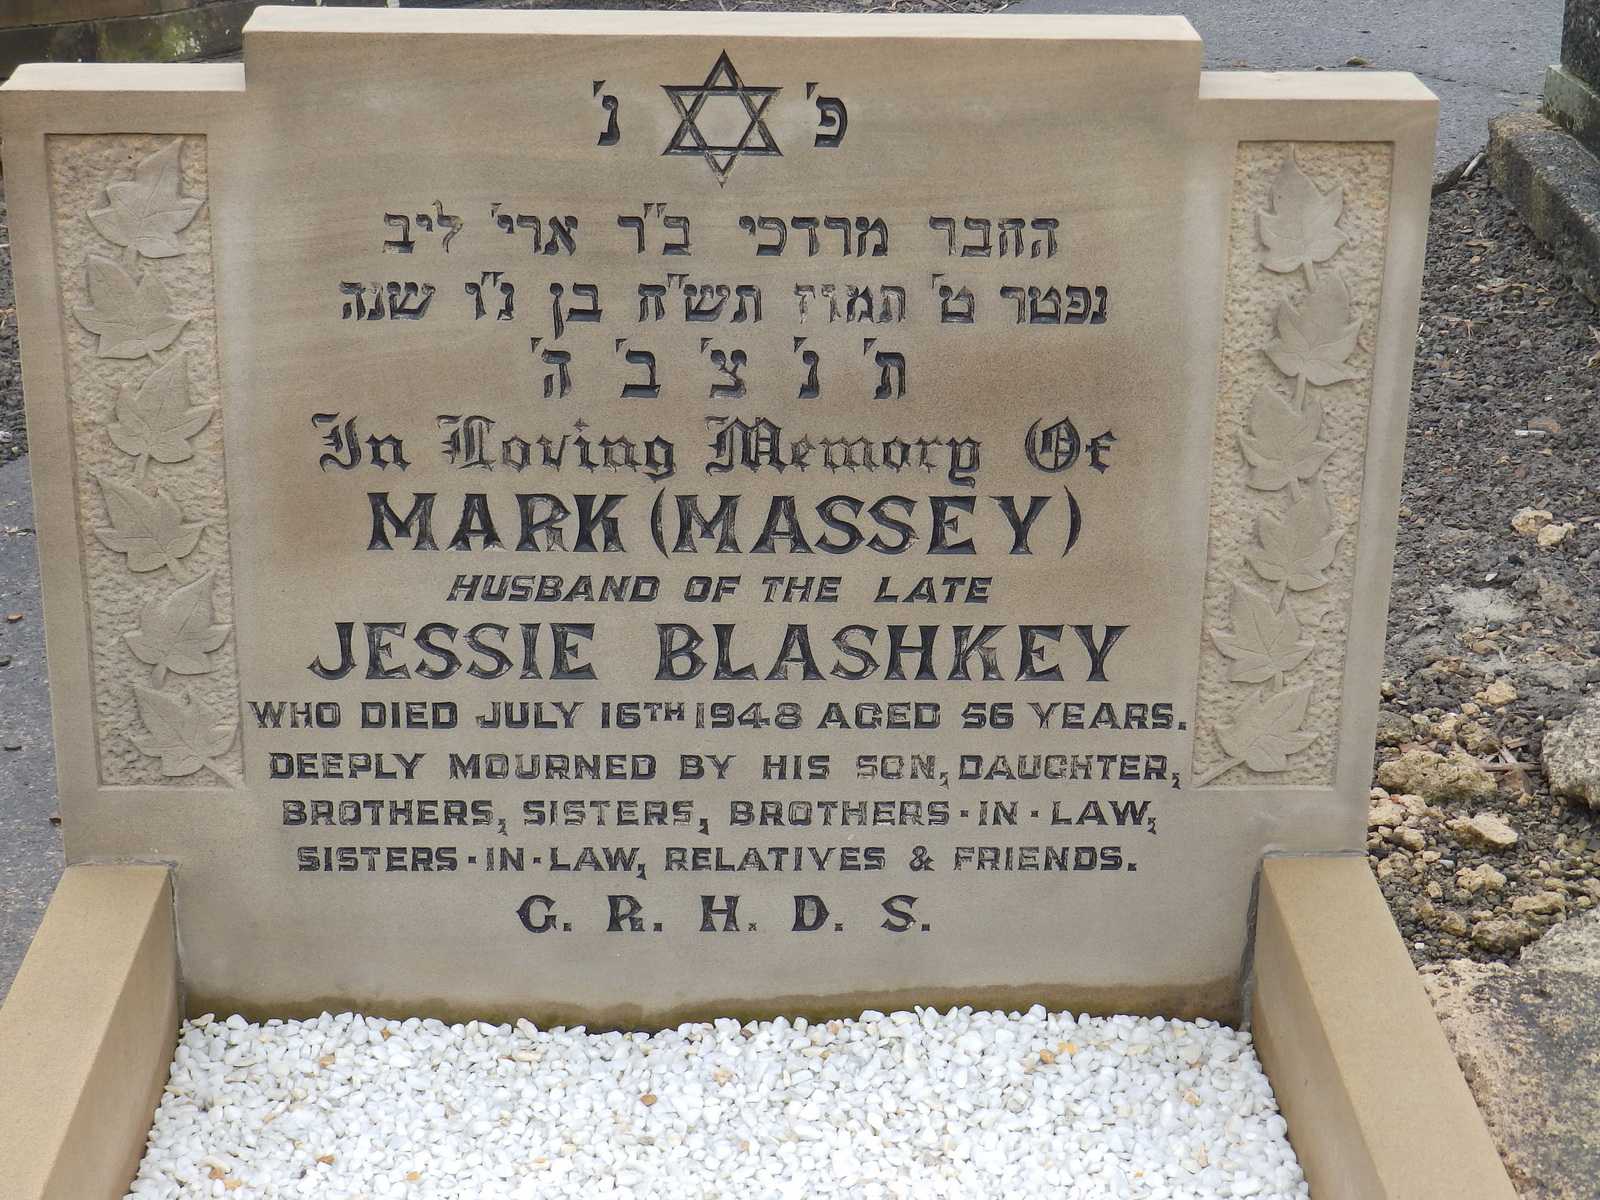 פ' נ'
החבר מרדכי ב"ר ארי' ליב
נפטר ט' תמוז תש"ח בן נ"ו שנה
ת' נ' צ' ב' ה'
In Loving Memory Of
MARK (MASSEY)
HUSBAND OF THE LATE
JESSIE BLASHKEY
WHO DIED JULY 16TH 1948 AGED 56 YEARS.
DEEPLY MOURNED BY HIS SON, DAUGHTER,
BROTHERS, SISTERS, BROTHERS-IN-LAW,
SISTERS-IN-LAW, RELATIVES & FRIENDS.
G. R. H. D. S.